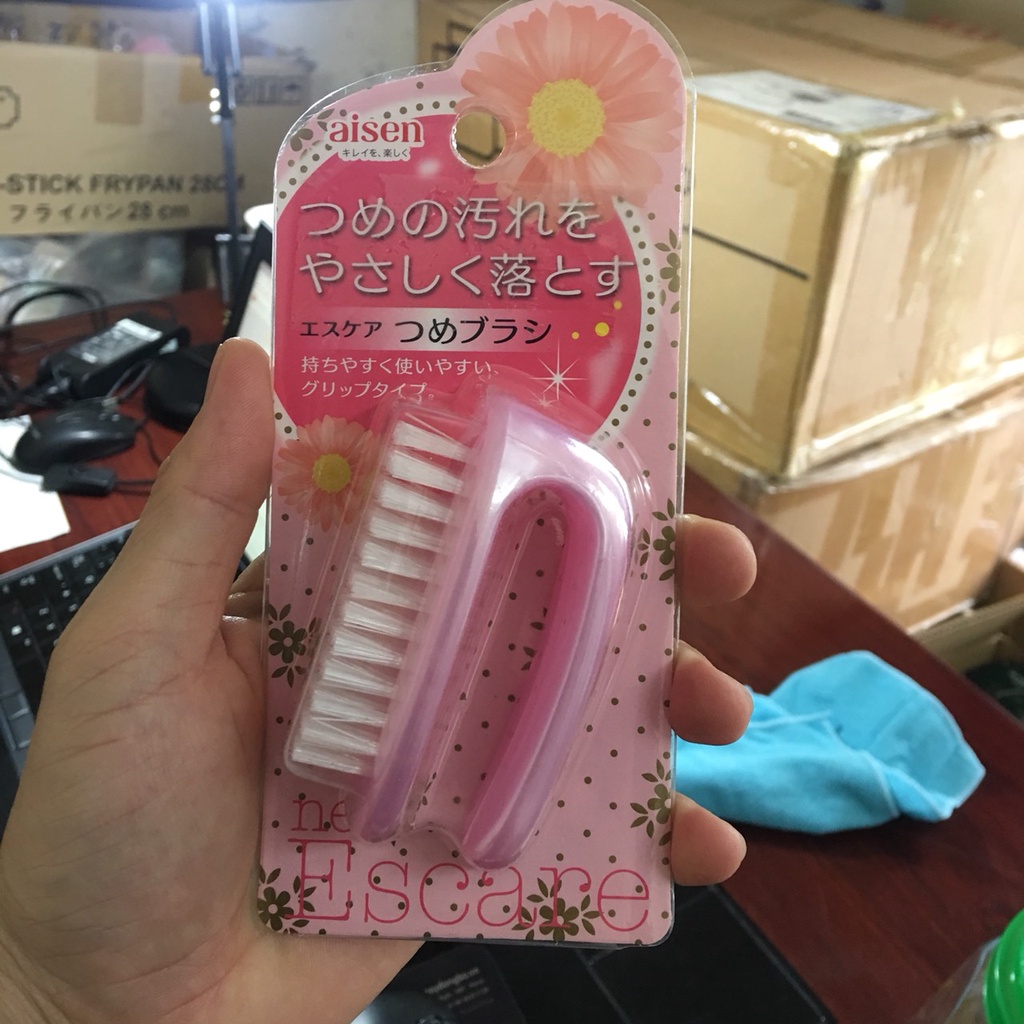 -STICK FRYPAN 28CM
フライパン 28 cm
aisen
キレイを、楽しく
つめの汚れを
やさしく落とす
エスケア つめブラシ
持ちやすく使いやすい、
グリップタイプ。
Escare